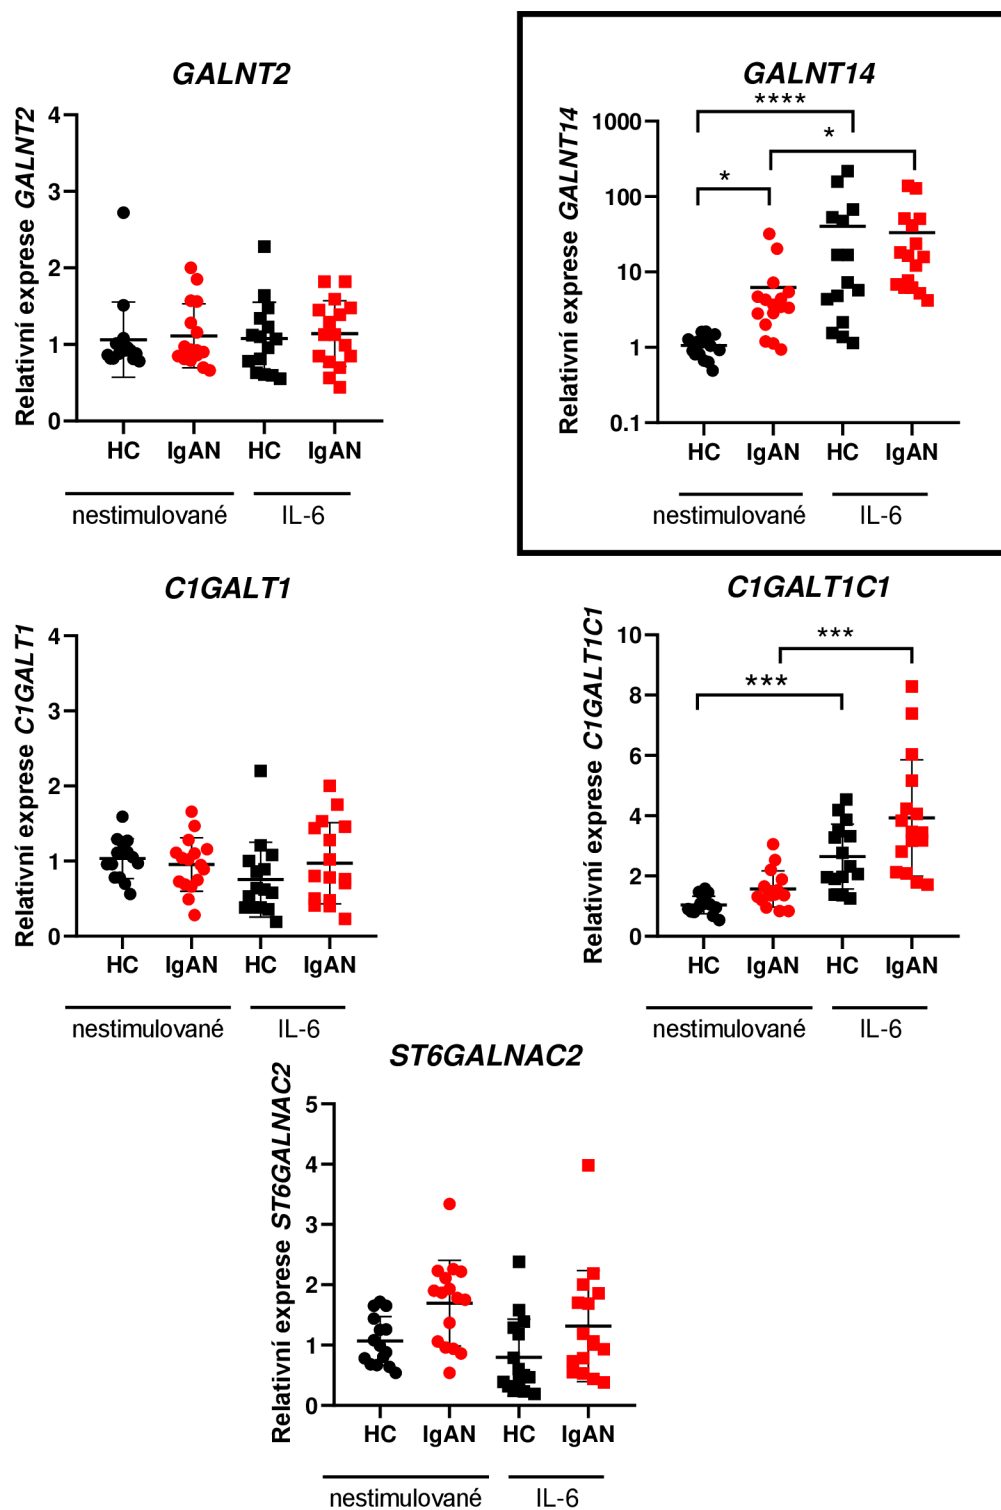 GALNT2
Relativní exprese GALNT2
4
3
2
1
0
HC IgAN HC IgAN
nestimulované IL-6
GALNT14
Relativní exprese GALNT14
1000
100
10
1
0.1
****
*
*
HC IgAN HC IgAN
nestimulované IL-6
C1GALT1
Relativní exprese C1GALT1
4
3
2
1
0
HC IgAN HC IgAN
nestimulované IL-6
C1GALT1C1
Relativní exprese C1GALT1C1
10
8
6
4
2
0
***
***
HC IgAN HC IgAN
nestimulované IL-6
ST6GALNAC2
Relativní exprese ST6GALNAC2
5
4
3
2
1
0
HC IgAN HC IgAN
nestimulované IL-6